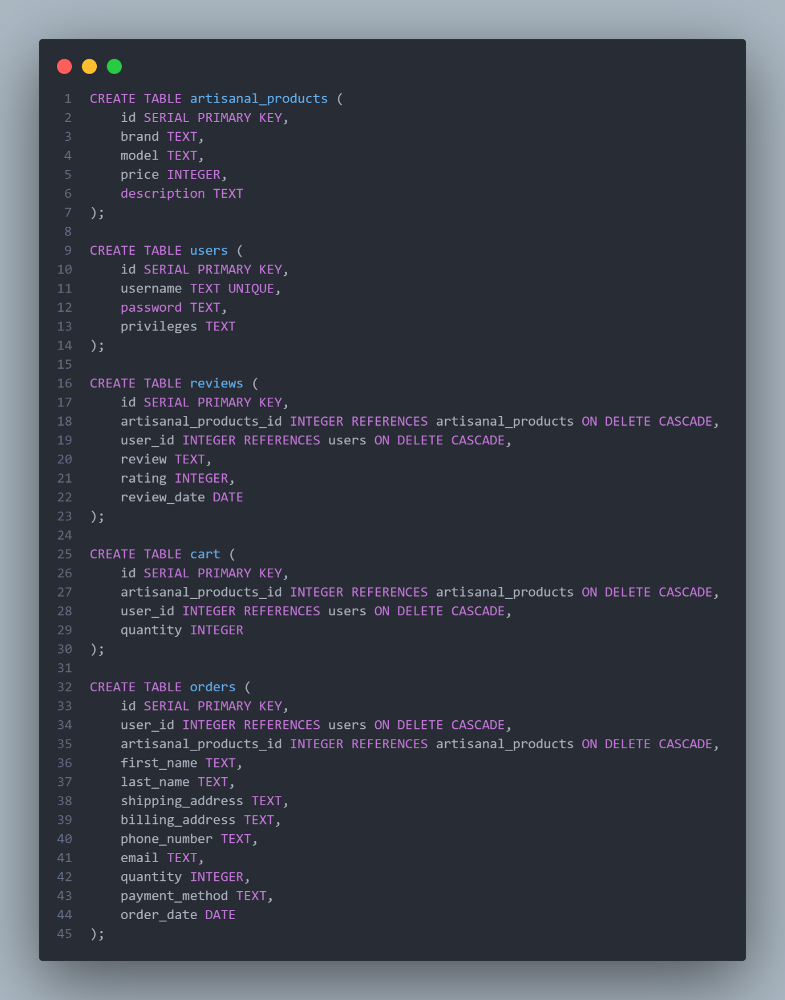 1 CREATE TABLE artisanal_products (
2     id SERIAL PRIMARY KEY,
3     brand TEXT,
4     model TEXT,
5     price INTEGER,
6     description TEXT
7 );
8
9 CREATE TABLE users (
10     id SERIAL PRIMARY KEY,
11     username TEXT UNIQUE,
12     password TEXT,
13     privileges TEXT
14 );
15
16 CREATE TABLE reviews (
17     id SERIAL PRIMARY KEY,
18     artisanal_products_id INTEGER REFERENCES artisanal_products ON DELETE CASCADE,
19     user_id INTEGER REFERENCES users ON DELETE CASCADE,
20     review TEXT,
21     rating INTEGER,
22     review_date DATE
23 );
24
25 CREATE TABLE cart (
26     id SERIAL PRIMARY KEY,
27     artisanal_products_id INTEGER REFERENCES artisanal_products ON DELETE CASCADE,
28     user_id INTEGER REFERENCES users ON DELETE CASCADE,
29     quantity INTEGER
30 );
31
32 CREATE TABLE orders (
33     id SERIAL PRIMARY KEY,
34     user_id INTEGER REFERENCES users ON DELETE CASCADE,
35     artisanal_products_id INTEGER REFERENCES artisanal_products ON DELETE CASCADE,
36     first_name TEXT,
37     last_name TEXT,
38     shipping_address TEXT,
39     billing_address TEXT,
40     phone_number TEXT,
41     email TEXT,
42     quantity INTEGER,
43     payment_method TEXT,
44     order_date DATE
45 );